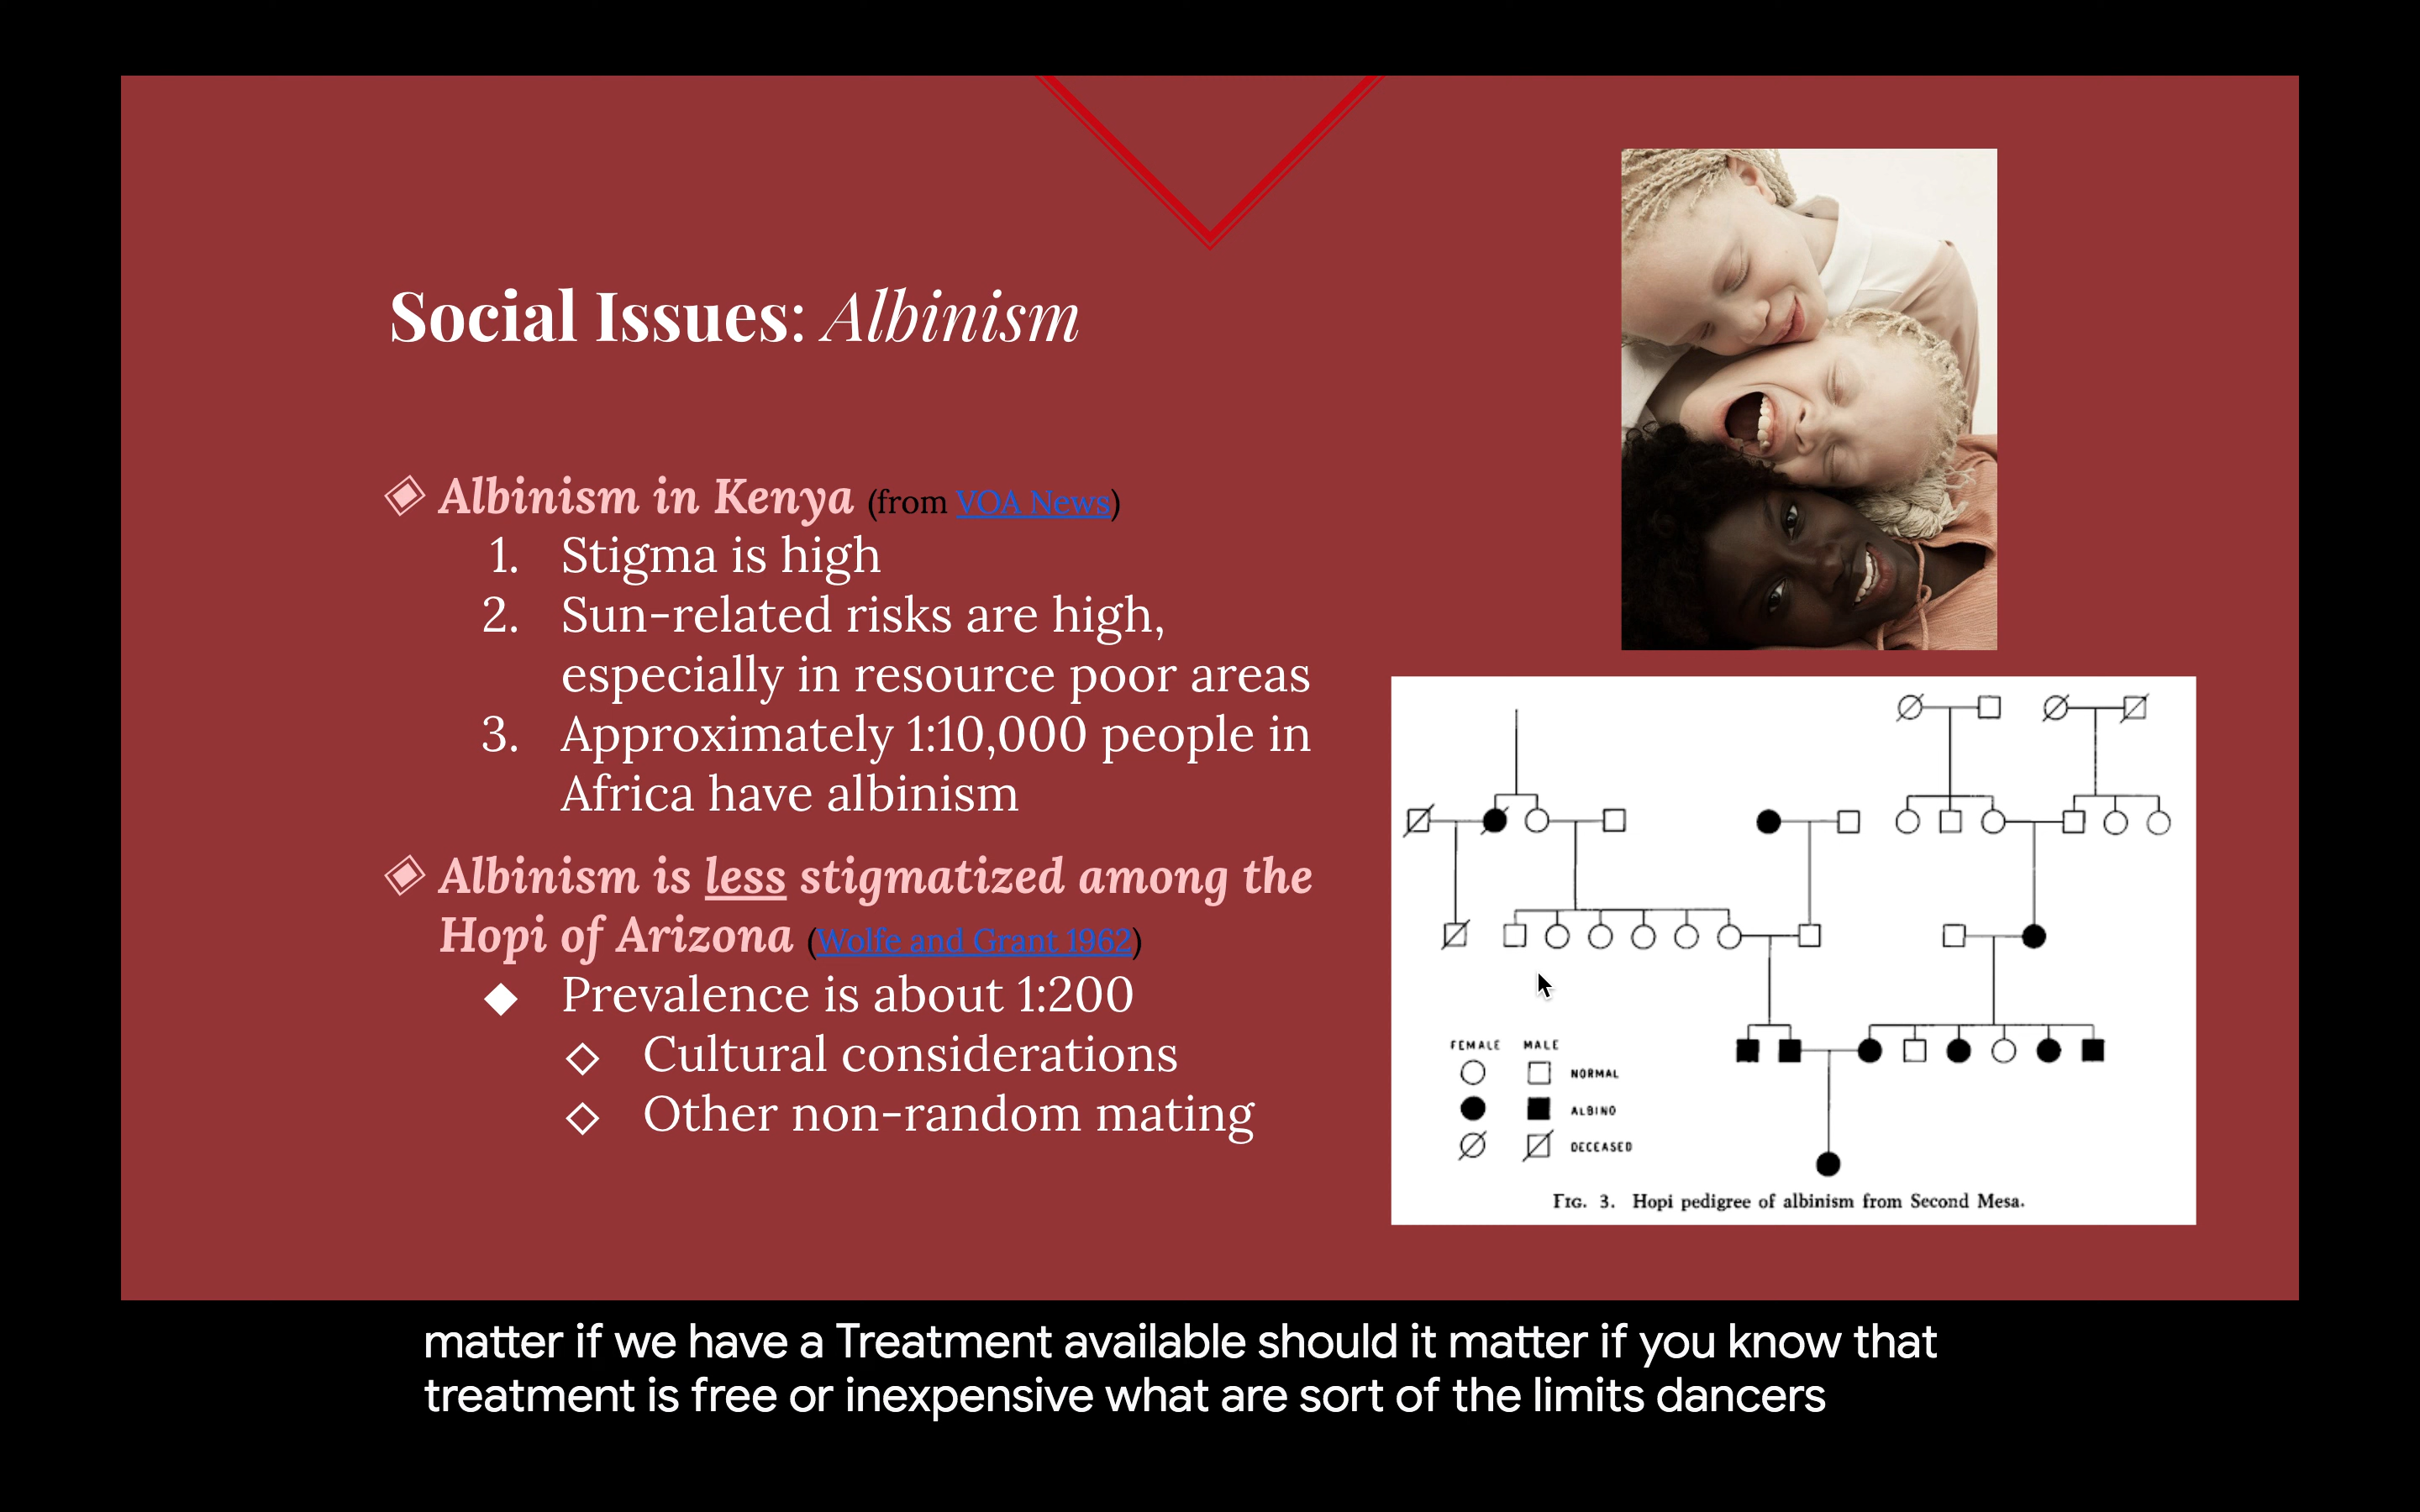 Social Issues: Albinism
Albinism in Kenya (from VOA News)
1. Stigma is high
2. Sun-related risks are high,
especially in resource poor areas
3. Approximately 1:10,000 people in
Africa have albinism
Albinism is less stigmatized among the
Hopi of Arizona (Wolfe and Grant 1962)
Prevalence is about 1:200
Cultural considerations
Other non-random mating
FEMALE MALE
NORMAL
ALBINO
DECEASED
FIG. 3. Hopi pedigree of albinism from Second Mesa.
matter if we have a Treatment available should it matter if you know that
treatment is free or inexpensive what are sort of the limits dancers